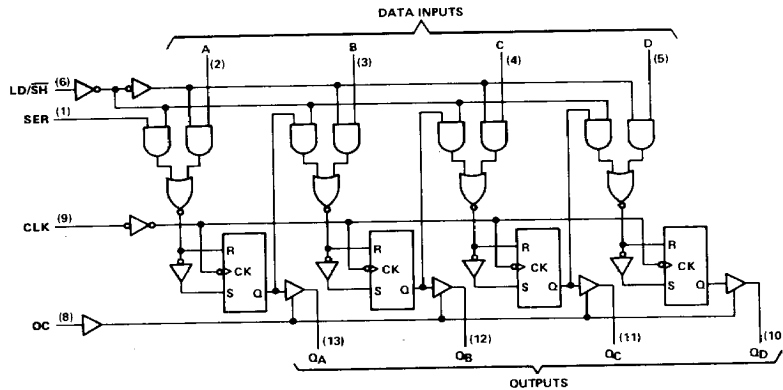 DATA INPUTS
A B C D
(2) (3) (4) (5)
LD/SH (6)
SER (1)
CLK (9)
R R R R
CK CK CK CK
S Q S Q S Q S Q
OC (8)
(13) (12) (11) (10
QA QB QC QD
OUTPUTS